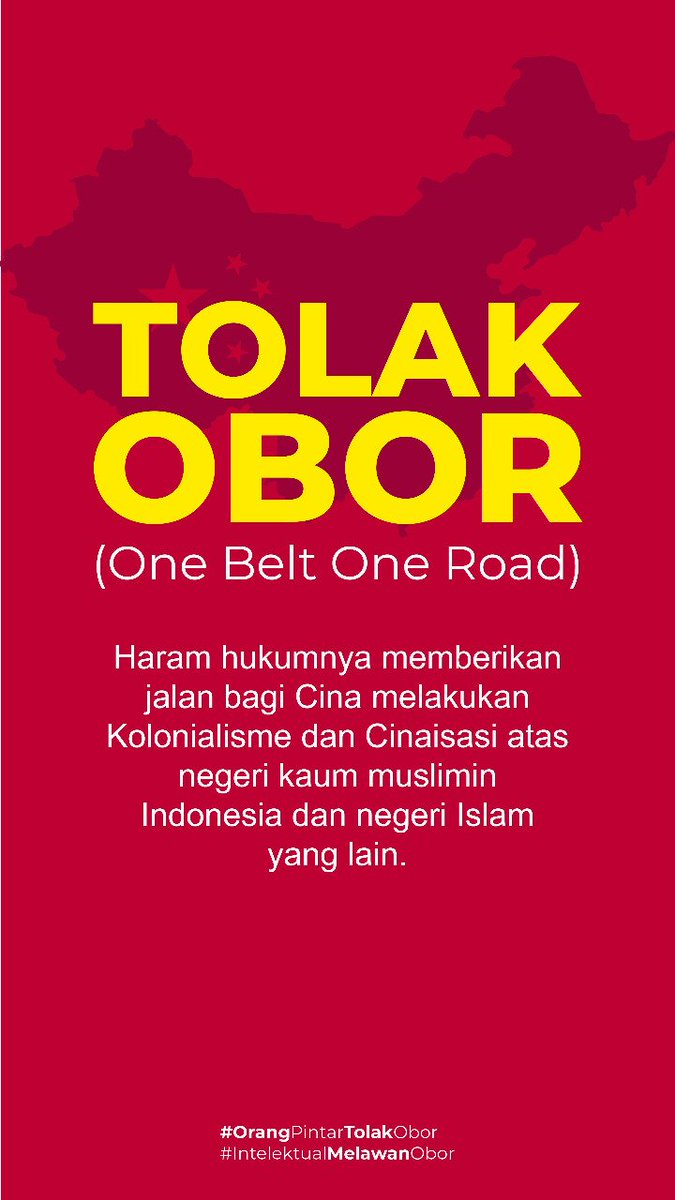 TOLAK
OBOR
(One Belt One Road)
Haram hukumnya memberikan
jalan bagi Cina melakukan
Kolonialisme dan Cinaisasi atas
negeri kaum muslimin
Indonesia dan negeri Islam
yang lain.
#OrangPintarTolakObor
#IntelektualMelawanObor